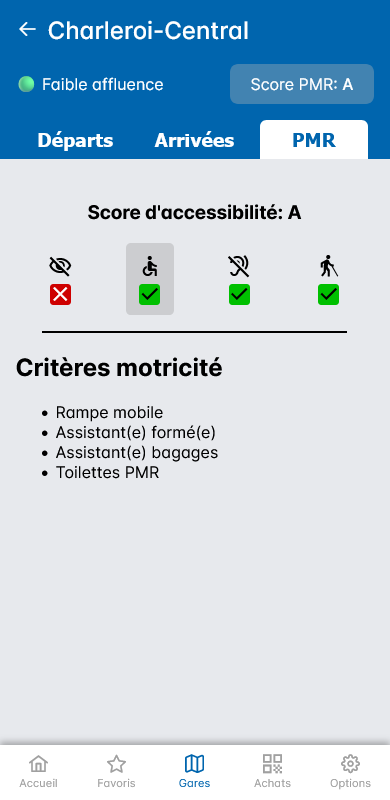 Charleroi-Central
Faible affluence
Score PMR: A
Départs
Arrivées
PMR
Score d'accessibilité: A
Critères motricité
• Rampe mobile
• Assistant(e) formé(e)
• Assistant(e) bagages
• Toilettes PMR
Accueil
Favoris
Gares
Achats
Options